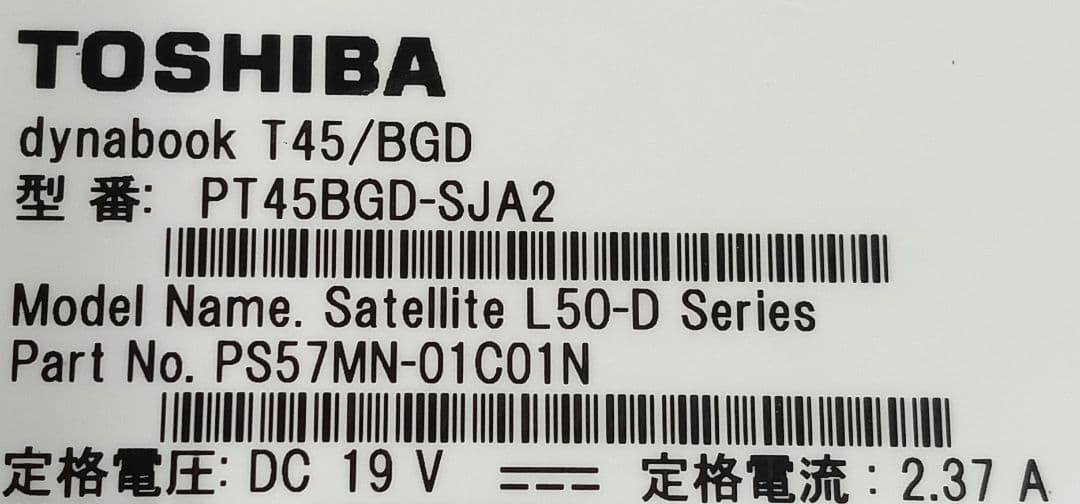 TOSHIBA
dynabook T45/BGD
型 番: PT45BGD-SJA2
Model Name. Satellite L50-D Series
Part No. PS57MN-01C01N
定格電圧: DC 19 V ⎓ 定格電流 : 2.37 A